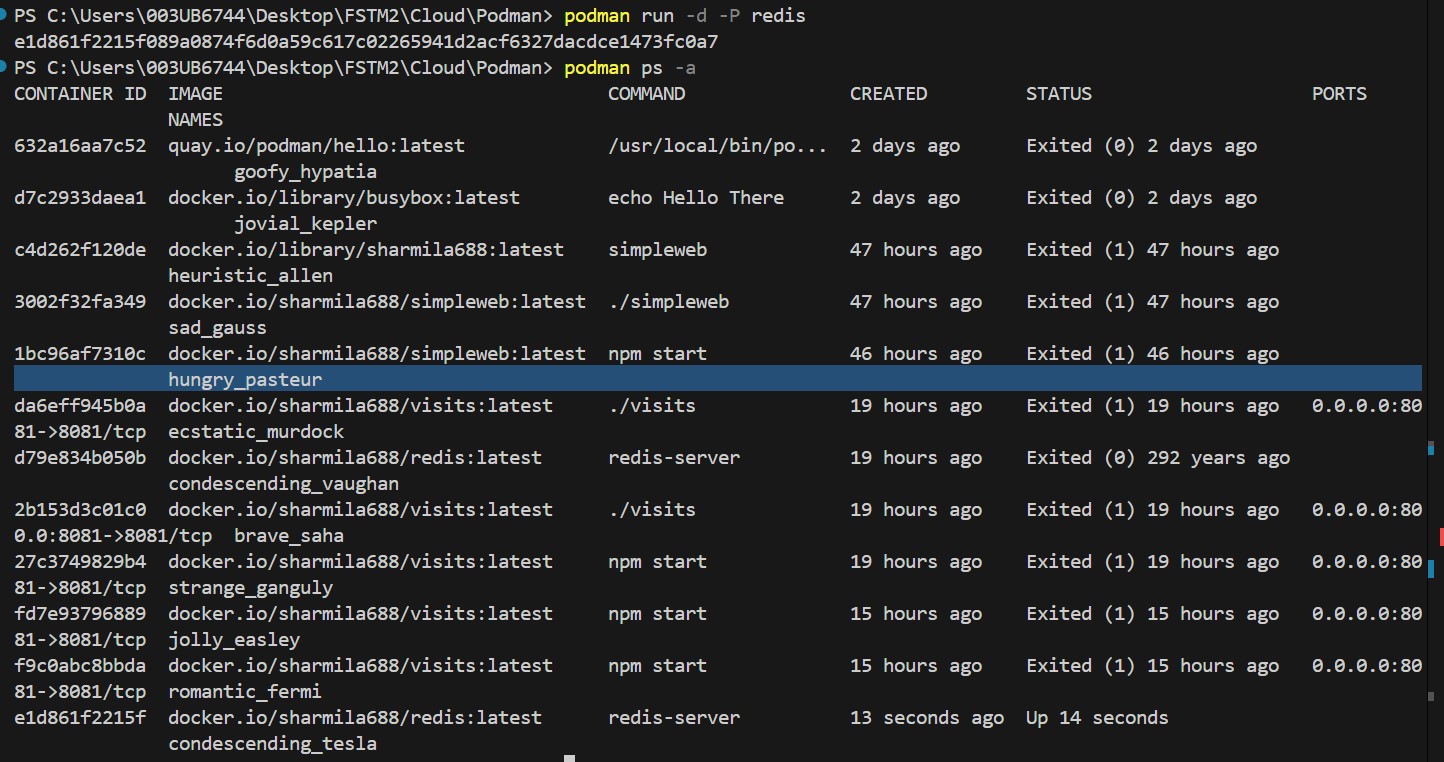 PS C:\Users\003UB6744\Desktop\FSTM2\Cloud\Podman> podman run -d -P redis
e1d861f2215f089a0874f6d0a59c617c02265941d2acf6327dacdce1473fc0a7
PS C:\Users\003UB6744\Desktop\FSTM2\Cloud\Podman> podman ps -a
CONTAINER ID  IMAGE                                   COMMAND               CREATED         STATUS                    PORTS
              NAMES
632a16aa7c52  quay.io/podman/hello:latest             /usr/local/bin/po...  2 days ago      Exited (0) 2 days ago
                    goofy_hypatia
d7c2933daea1  docker.io/library/busybox:latest        echo Hello There      2 days ago      Exited (0) 2 days ago
                    jovial_kepler
c4d262f120de  docker.io/library/sharmila688:latest    simpleweb             47 hours ago    Exited (1) 47 hours ago
              heuristic_allen
3002f32fa349  docker.io/sharmila688/simpleweb:latest  ./simpleweb           47 hours ago    Exited (1) 47 hours ago
              sad_gauss
1bc96af7310c  docker.io/sharmila688/simpleweb:latest  npm start             46 hours ago    Exited (1) 46 hours ago
              hungry_pasteur
da6eff945b0a  docker.io/sharmila688/visits:latest     ./visits              19 hours ago    Exited (1) 19 hours ago   0.0.0.0:80
81->8081/tcp  ecstatic_murdock
d79e834b050b  docker.io/sharmila688/redis:latest      redis-server          19 hours ago    Exited (0) 292 years ago
              condescending_vaughan
2b153d3c01c0  docker.io/sharmila688/visits:latest     ./visits              19 hours ago    Exited (1) 19 hours ago   0.0.0.0:80
0.0:8081->8081/tcp  brave_saha
27c3749829b4  docker.io/sharmila688/visits:latest     npm start             19 hours ago    Exited (1) 19 hours ago   0.0.0.0:80
81->8081/tcp  strange_ganguly
fd7e93796889  docker.io/sharmila688/visits:latest     npm start             15 hours ago    Exited (1) 15 hours ago   0.0.0.0:80
81->8081/tcp  jolly_easley
f9c0abc8bbda  docker.io/sharmila688/visits:latest     npm start             15 hours ago    Exited (1) 15 hours ago   0.0.0.0:80
81->8081/tcp  romantic_fermi
e1d861f2215f  docker.io/sharmila688/redis:latest      redis-server          13 seconds ago  Up 14 seconds
              condescending_tesla